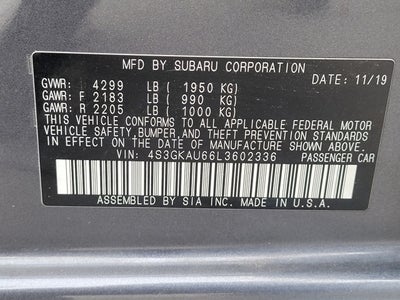 MFD BY SUBARU CORPORATION
GVWR: 4299 LB ( 1950 KG) DATE: 11/19
GAWR: F 2183 LB ( 990 KG)
GAWR: R 2205 LB ( 1000 KG)
THIS VEHICLE CONFORMS TO ALL APPLICABLE FEDERAL MOTOR
VEHICLE SAFETY, BUMPER, AND THEFT PREVENTION STANDARDS
IN EFFECT ON THE DATE OF MANUFACTURE SHOWN ABOVE.
VIN: 4S3GKAU66L3602336 PASSENGER CAR
ASSEMBLED BY SIA INC. MADE IN U.S.A.